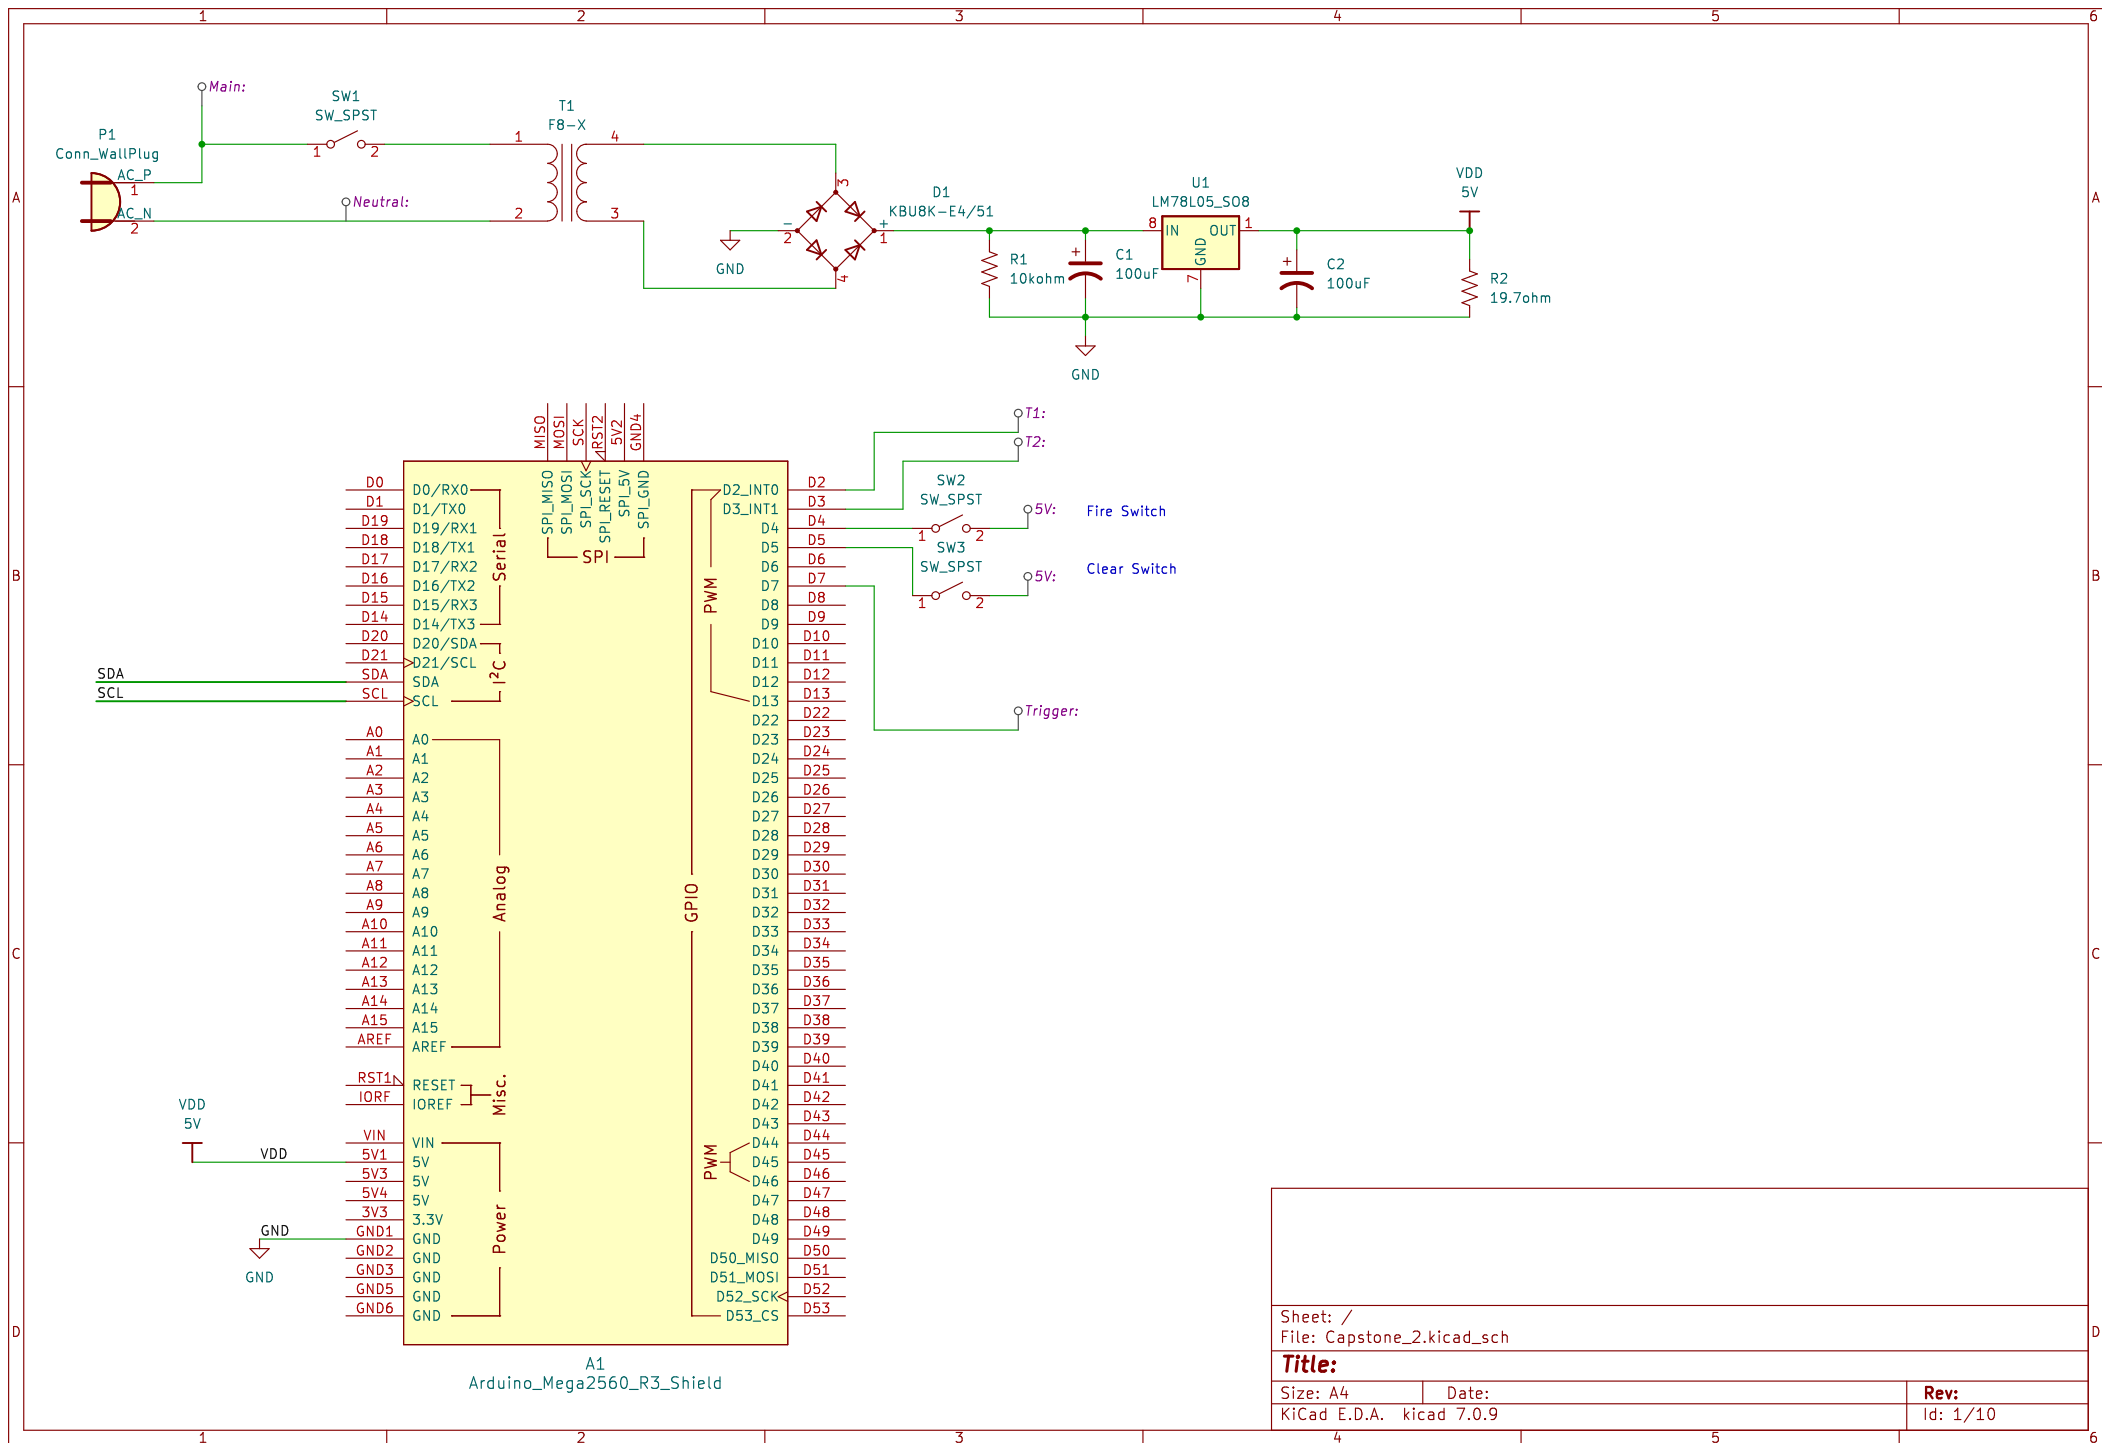 1 2 3 4 5 6
Main:
SW1
SW_SPST
T1
F8-X
P1
Conn_WallPlug
AC_P
1
AC_N
2
1 2
Neutral:
1 4
2 3
3
D1
KBU8K-E4/51
- +
2 1
4
GND
R1
10kohm
+
C1
100uF
U1
LM78L05_SO8
8 IN OUT 1
GND
7
+
C2
100uF
VDD
5V
R2
19.7ohm
GND
A A
MISO
MOSI
SCK
RST2
5V2
GND4
SPI_MISO
SPI_MOSI
SPI_SCK
SPI_RESET
SPI_5V
SPI_GND
SPI
D0 D0/RX0
D1 D1/TX0
D19 D19/RX1
D18 D18/TX1
D17 D17/RX2
D16 D16/TX2
D15 D15/RX3
D14 D14/TX3
Serial
D20 D20/SDA
D21 D21/SCL
SDA SDA SDA
SCL SCL SCL
I²C
A0 A0
A1 A1
A2 A2
A3 A3
A4 A4
A5 A5
A6 A6
A7 A7
A8 A8
A9 A9
A10 A10
A11 A11
A12 A12
A13 A13
A14 A14
A15 A15
AREF AREF
Analog
RST1 RESET
IORF IOREF
Misc.
VDD
5V
VIN VIN
VDD 5V1 5V
5V3 5V
5V4 5V
3V3 3.3V
GND GND1 GND
GND2 GND
GND3 GND
GND5 GND
GND6 GND
Power
GND
D2_INT0 D2
D3_INT1 D3
D4 D4
D5 D5
D6 D6
D7 D7
D8 D8
D9 D9
D10 D10
D11 D11
D12 D12
D13 D13
PWM
D22 D22
D23 D23
D24 D24
D25 D25
D26 D26
D27 D27
D28 D28
D29 D29
D30 D30
D31 D31
D32 D32
D33 D33
D34 D34
D35 D35
D36 D36
D37 D37
D38 D38
D39 D39
D40 D40
D41 D41
D42 D42
D43 D43
D44 D44
D45 D45
D46 D46
PWM
D47 D47
D48 D48
D49 D49
D50_MISO D50
D51_MOSI D51
D52_SCK D52
D53_CS D53
GPIO
A1
Arduino_Mega2560_R3_Shield
T1:
T2:
SW2
SW_SPST
1 2
5V:
Fire Switch
SW3
SW_SPST
1 2
5V:
Clear Switch
Trigger:
B B
C C
D D
Sheet: /
File: Capstone_2.kicad_sch
Title:
Size: A4 Date: Rev:
KiCad E.D.A. kicad 7.0.9 Id: 1/10
1 2 3 4 5 6